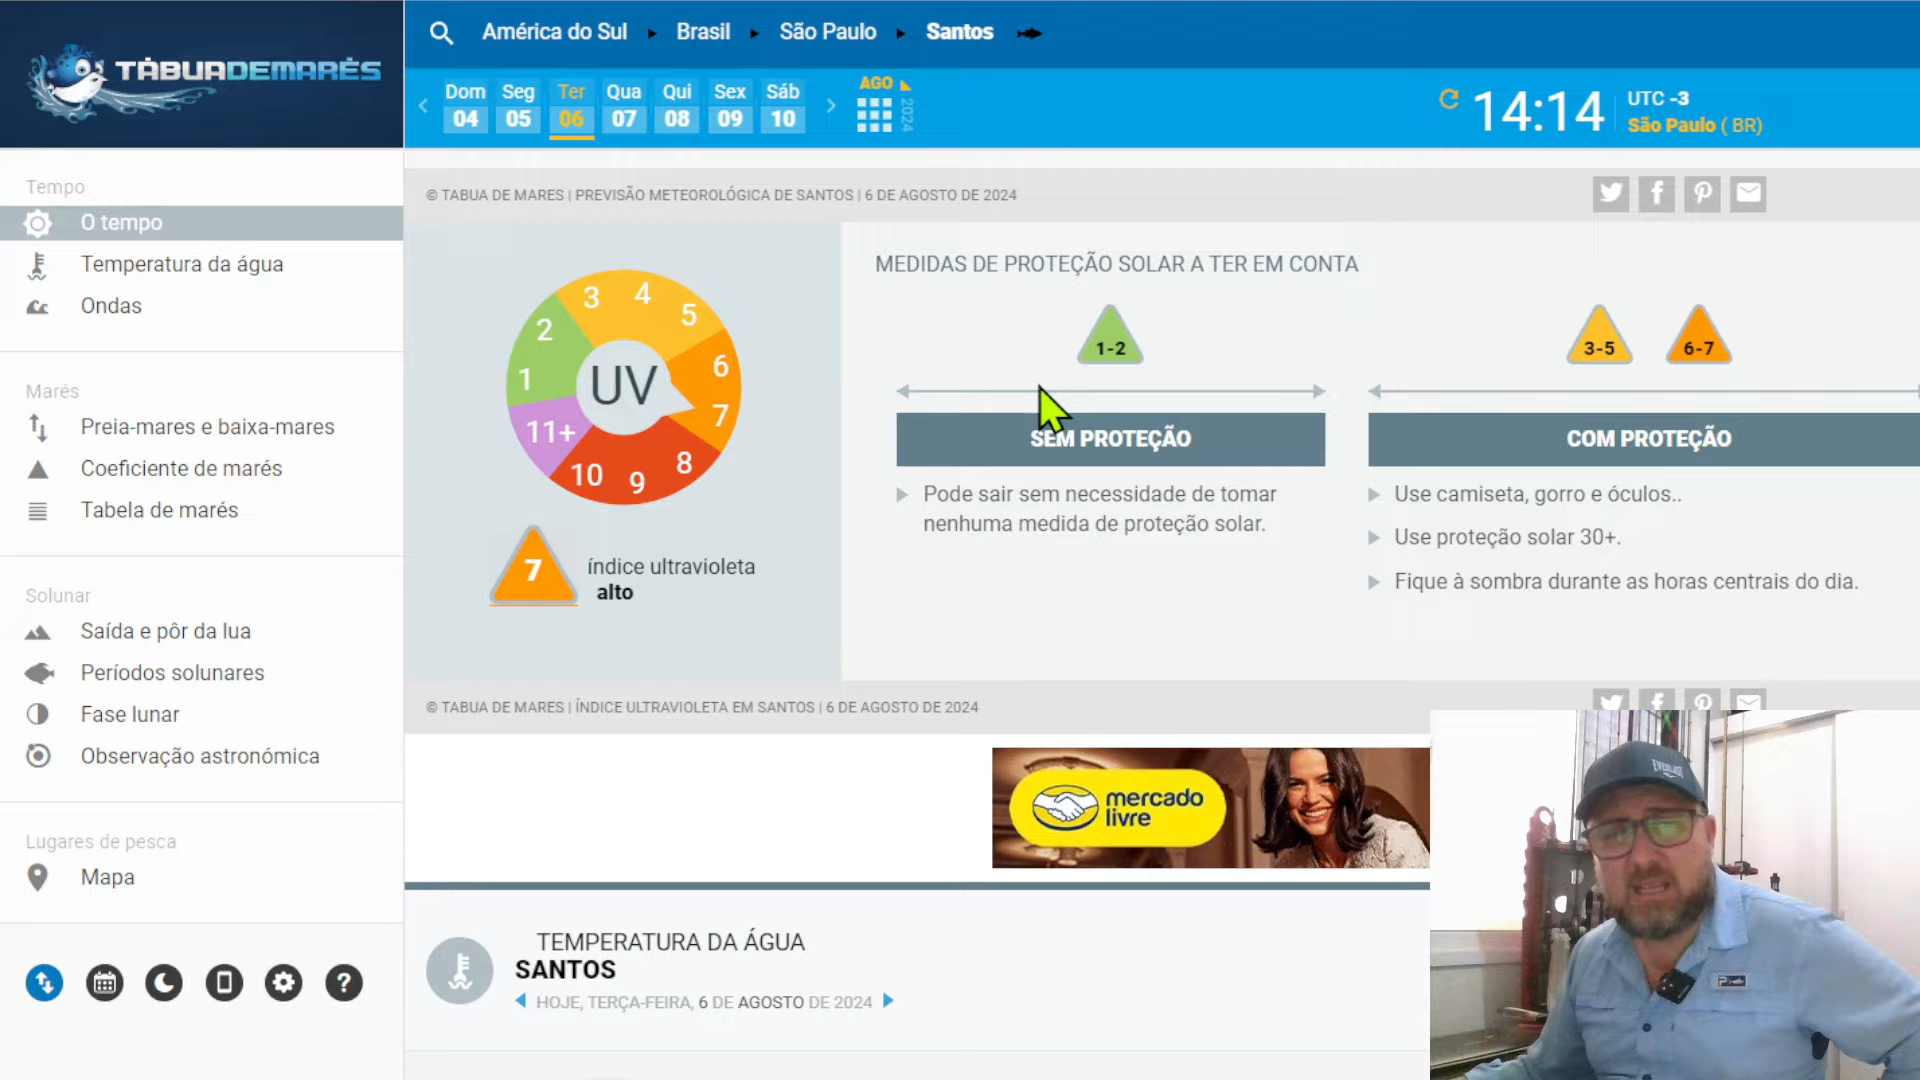 TÁBUADEMARÉS
América do Sul
Brasil
São Paulo
Santos
Dom
04
Seg
05
Ter
06
Qua
07
Qui
08
Sex
09
Sáb
10
AGO
2024
14:14
UTC -3
São Paulo ( BR)
Tempo
O tempo
Temperatura da água
Ondas
Marés
Preia-mares e baixa-mares
Coeficiente de marés
Tabela de marés
Solunar
Saída e pôr da lua
Períodos solunares
Fase lunar
Observação astronómica
Lugares de pesca
Mapa
?
© TABUA DE MARES | PREVISÃO METEOROLÓGICA DE SANTOS | 6 DE AGOSTO DE 2024
1
2
3
4
5
6
7
8
9
10
11+
UV
7
índice ultravioleta
alto
MEDIDAS DE PROTEÇÃO SOLAR A TER EM CONTA
1-2
SEM PROTEÇÃO
Pode sair sem necessidade de tomar
nenhuma medida de proteção solar.
3-5
6-7
COM PROTEÇÃO
Use camiseta, gorro e óculos..
Use proteção solar 30+.
Fique à sombra durante as horas centrais do dia.
© TABUA DE MARES | ÍNDICE ULTRAVIOLETA EM SANTOS | 6 DE AGOSTO DE 2024
mercado
livre
TEMPERATURA DA ÁGUA
SANTOS
HOJE, TERÇA-FEIRA, 6 DE AGOSTO DE 2024
EVERLAST